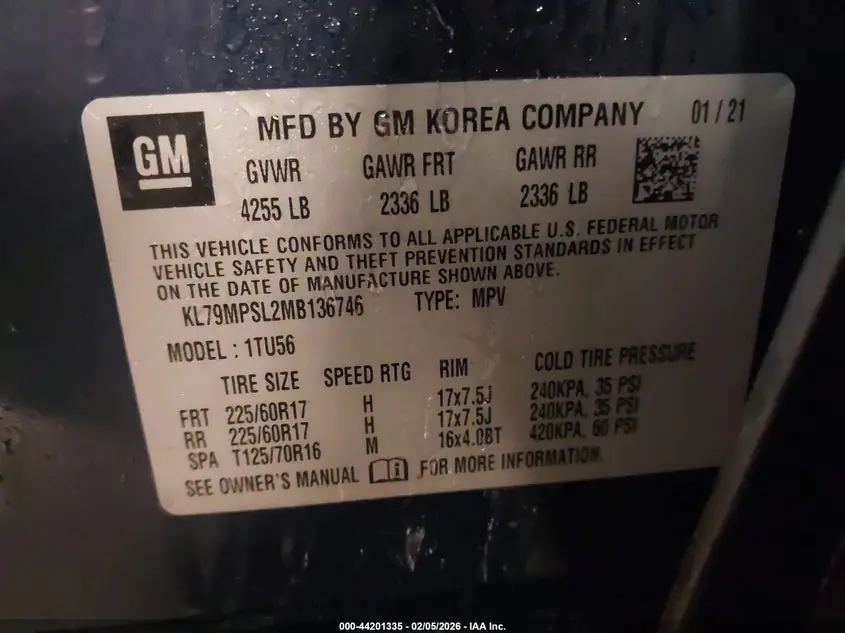 GM
MFD BY GM KOREA COMPANY 01 / 21
GVWR GAWR FRT GAWR RR
4255 LB 2336 LB 2336 LB
THIS VEHICLE CONFORMS TO ALL APPLICABLE U.S. FEDERAL MOTOR
VEHICLE SAFETY AND THEFT PREVENTION STANDARDS IN EFFECT
ON THE DATE OF MANUFACTURE SHOWN ABOVE.
KL79MPSL2MB136746 TYPE: MPV
MODEL : 1TU56
TIRE SIZE SPEED RTG RIM COLD TIRE PRESSURE
FRT 225/60R17 H 17x7.5J 240KPA, 35 PSI
RR 225/60R17 H 17x7.5J 240KPA, 35 PSI
SPA T125/70R16 M 16x4.0BT 420KPA, 60 PSI
SEE OWNER'S MANUAL i FOR MORE INFORMATION.
000-44201335 - 02/05/2026 - IAA Inc.